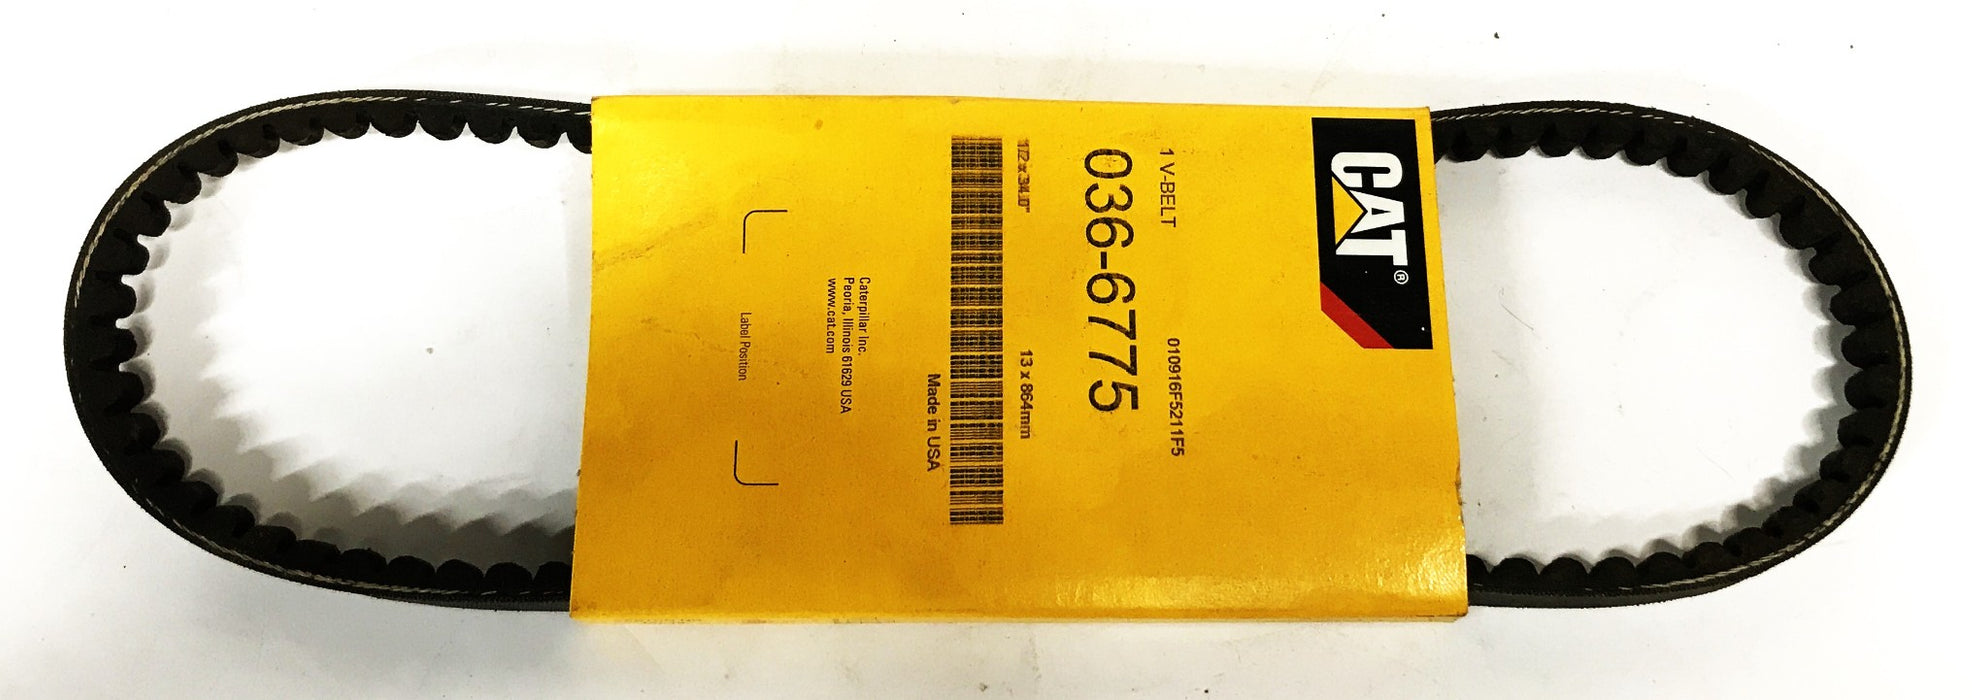 CAT®
1 V-BELT 010916F5211F5
036-6775
1/2 x 34.0" 13 x 864mm
Made in USA
Caterpillar Inc.
Peoria, Illinois 61629 USA
www.cat.com
Label Position